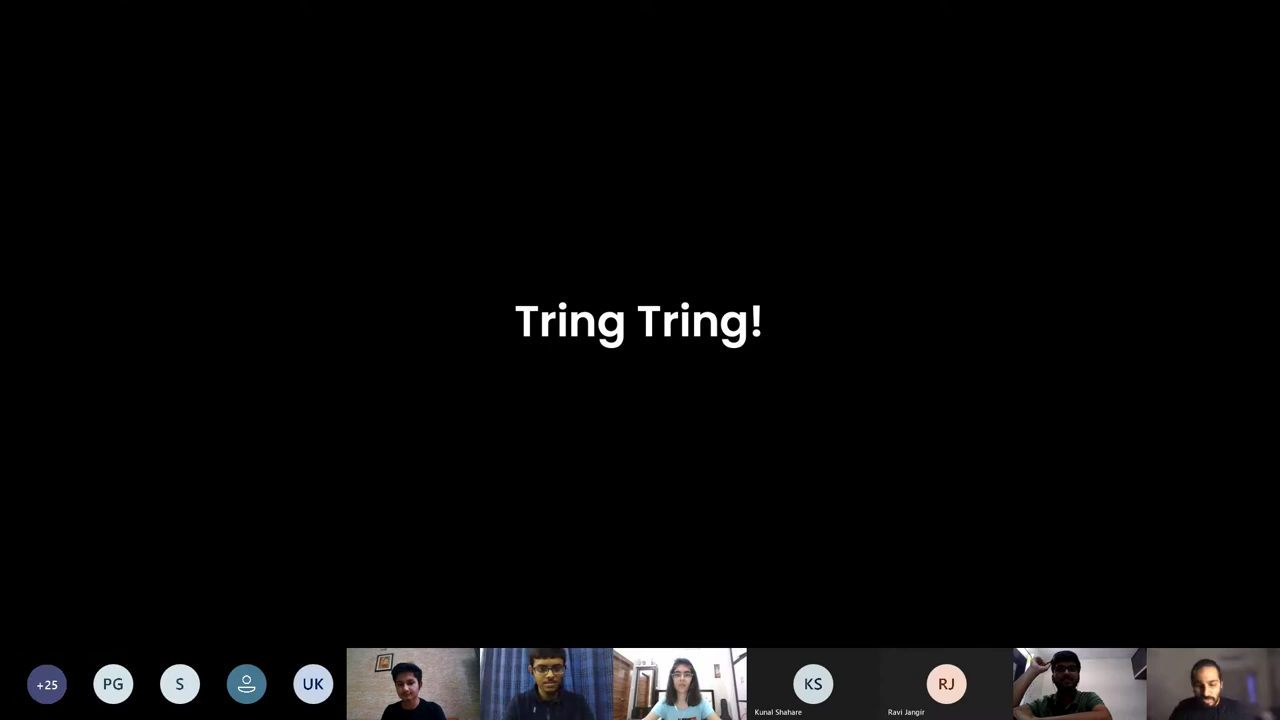 Tring Tring!
+25
PG
S
UK
KS
Kunal Shahare
RJ
Ravi Jangir